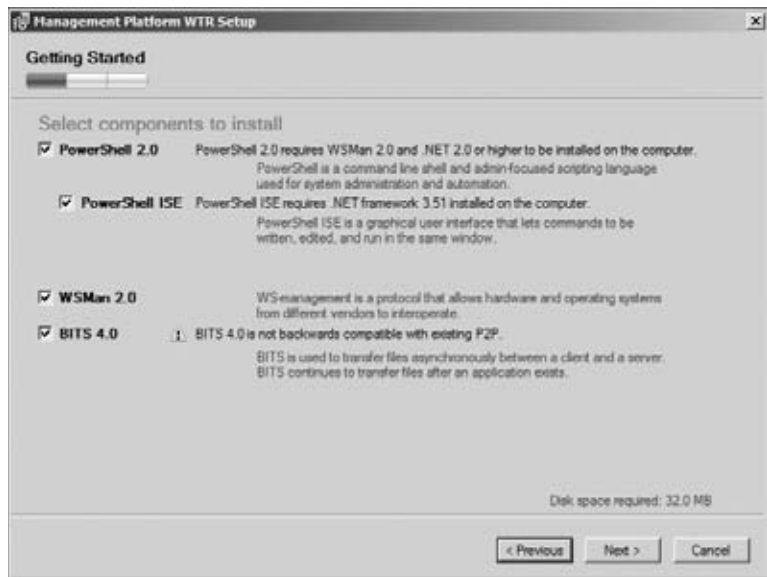 Management Platform WTR Setup
Getting Started
Select components to install
PowerShell 2.0 PowerShell 2.0 requires WSMan 2.0 and .NET 2.0 or higher to be installed on the computer.
PowerShell is a command line shell and admin-focused scripting language
used for system administration and automation.
PowerShell ISE PowerShell ISE requires .NET framework 3.51 installed on the computer.
PowerShell ISE is a graphical user interface that lets commands to be
written, edited, and run in the same window.
WSMan 2.0 WS-management is a protocol that allows hardware and operating systems
from different vendors to interoperate.
BITS 4.0 BITS 4.0 is not backwards compatible with existing P2P.
BITS is used to transfer files asynchronously between a client and a server.
BITS continues to transfer files after an application exists.
Disk space required: 32.0 MB
< Previous Next > Cancel